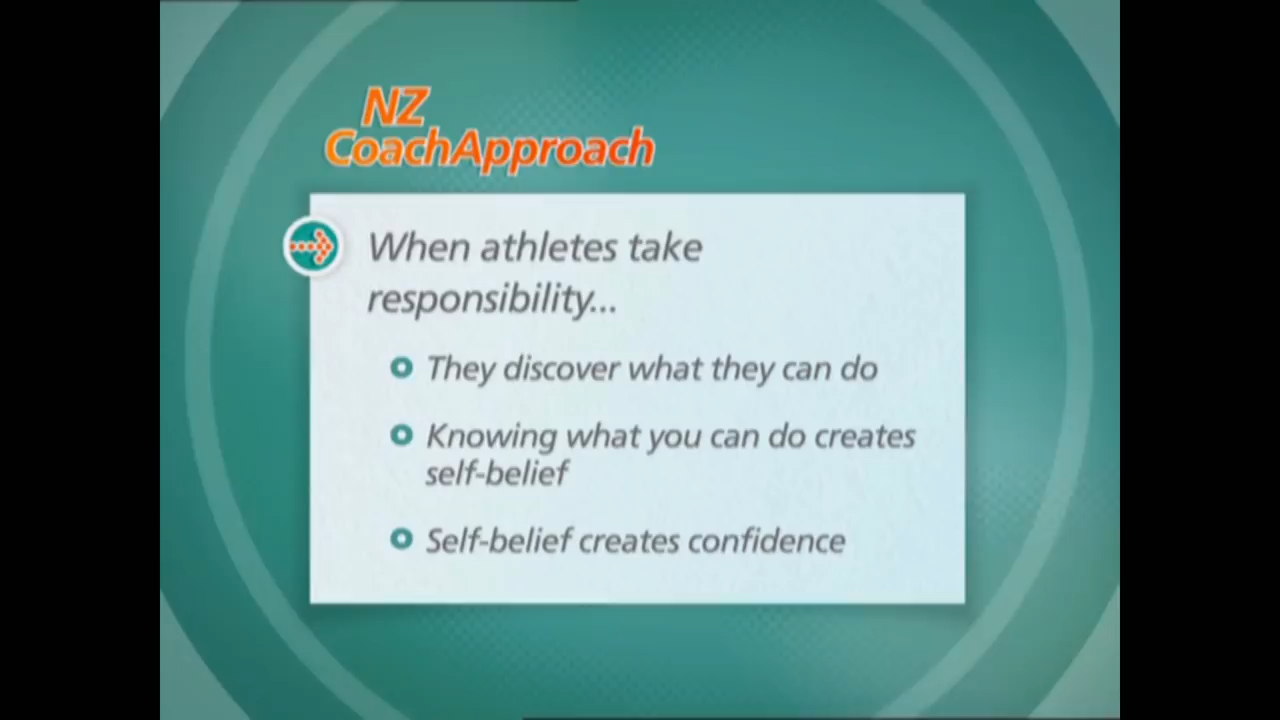 NZ
CoachApproach
When athletes take
responsibility...
They discover what they can do
Knowing what you can do creates
self-belief
Self-belief creates confidence